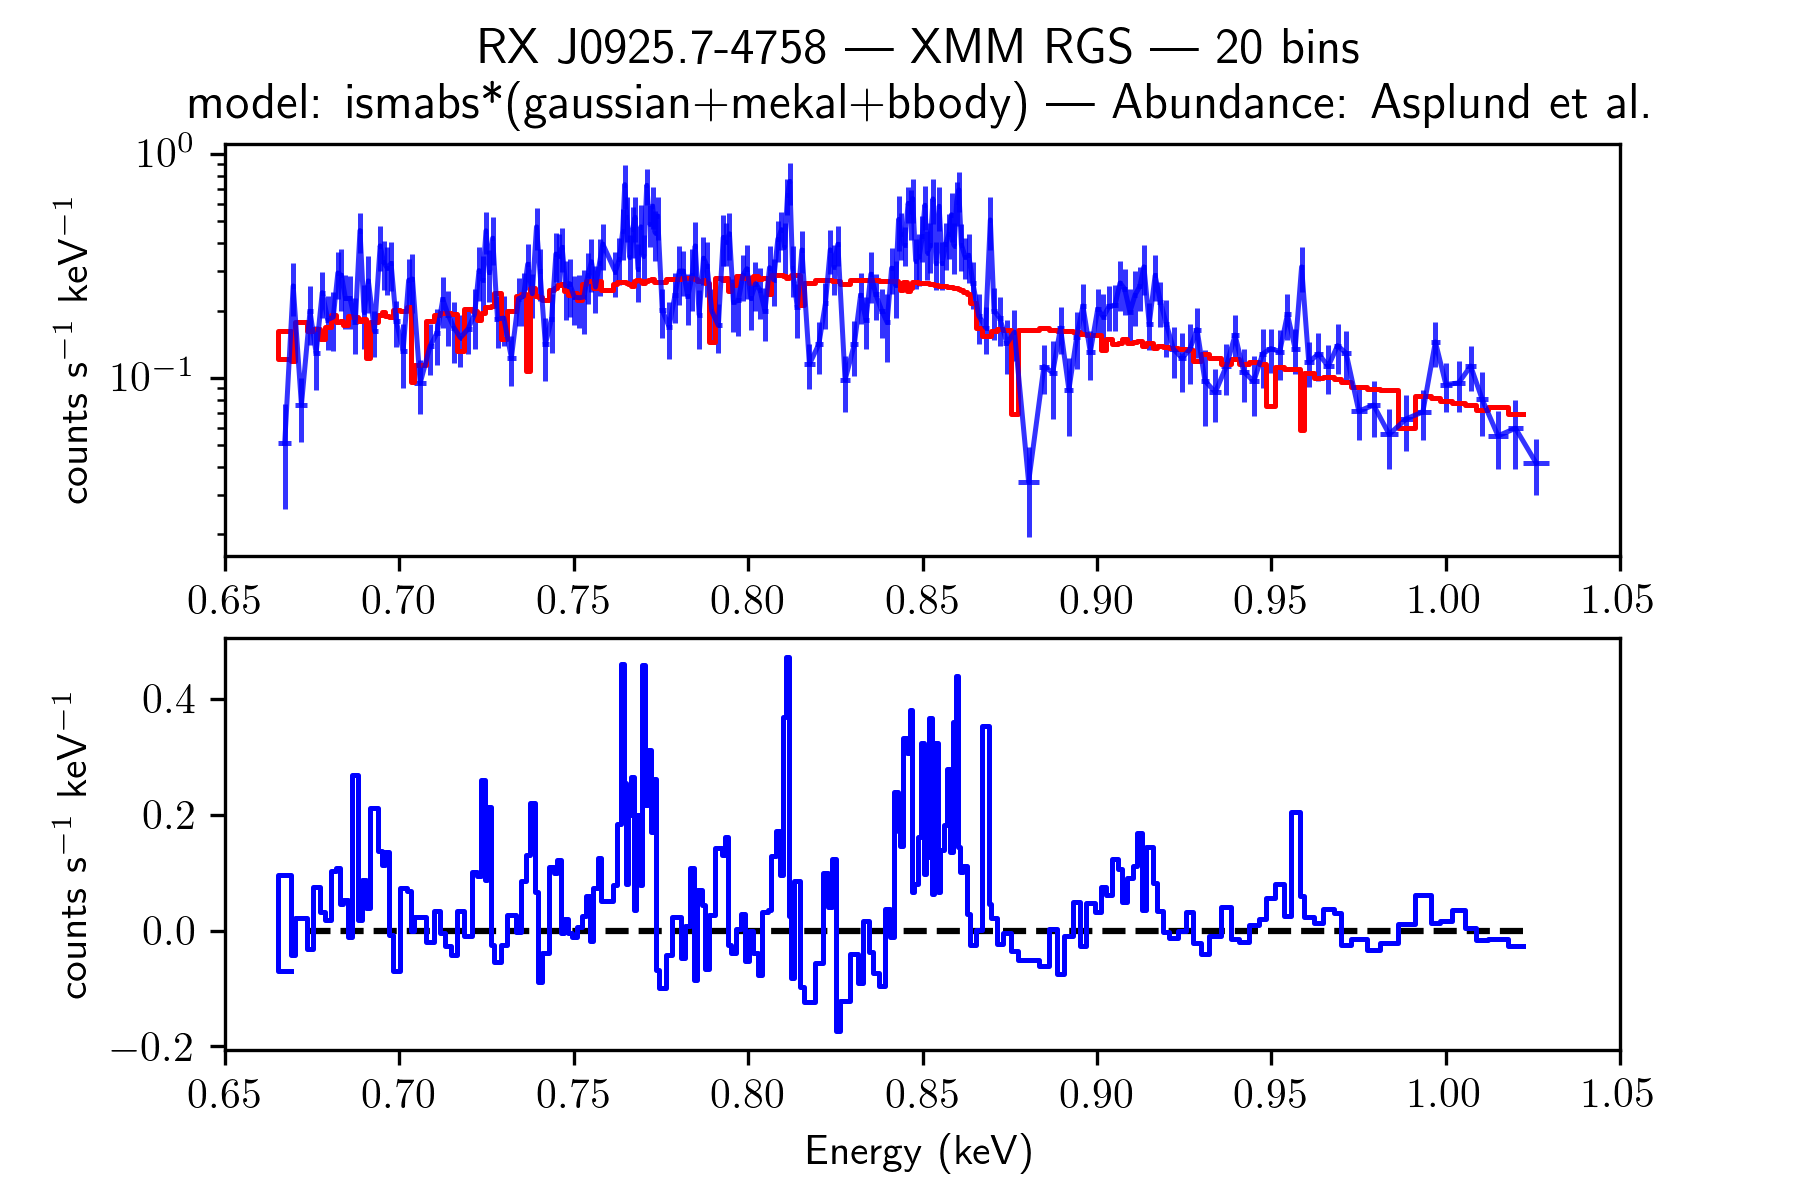 RX J0925.7-4758 — XMM RGS — 20 bins
model: ismabs*(gaussian+mekal+bbody) — Abundance: Asplund et al.
counts s⁻¹ keV⁻¹
10⁰
10⁻¹
0.65 0.70 0.75 0.80 0.85 0.90 0.95 1.00 1.05
counts s⁻¹ keV⁻¹
0.4
0.2
0.0
−0.2
0.65 0.70 0.75 0.80 0.85 0.90 0.95 1.00 1.05
Energy (keV)